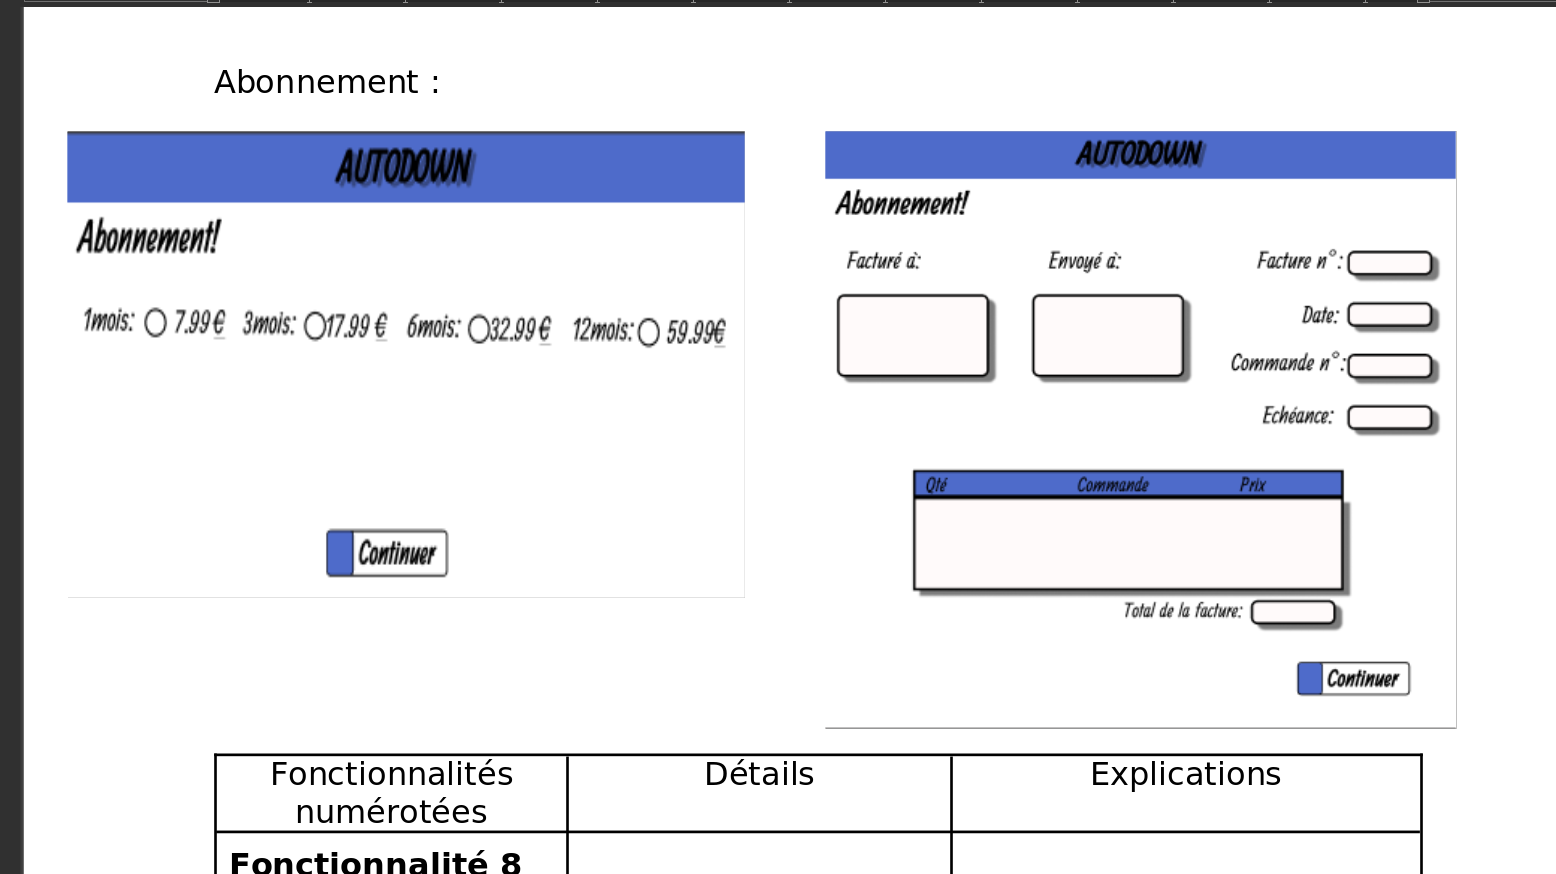 Abonnement :
AUTODOWN
Abonnement!
1mois: 7.99€ 3mois: 17.99 € 6mois: 32.99 € 12mois: 59.99€
Continuer
AUTODOWN
Abonnement!
Facturé à: Envoyé à: Facture n°:
Date:
Commande n°:
Echéance:
Qté Commande Prix
Total de la facture:
Continuer
Fonctionnalités numérotées Détails Explications
Fonctionnalité 8